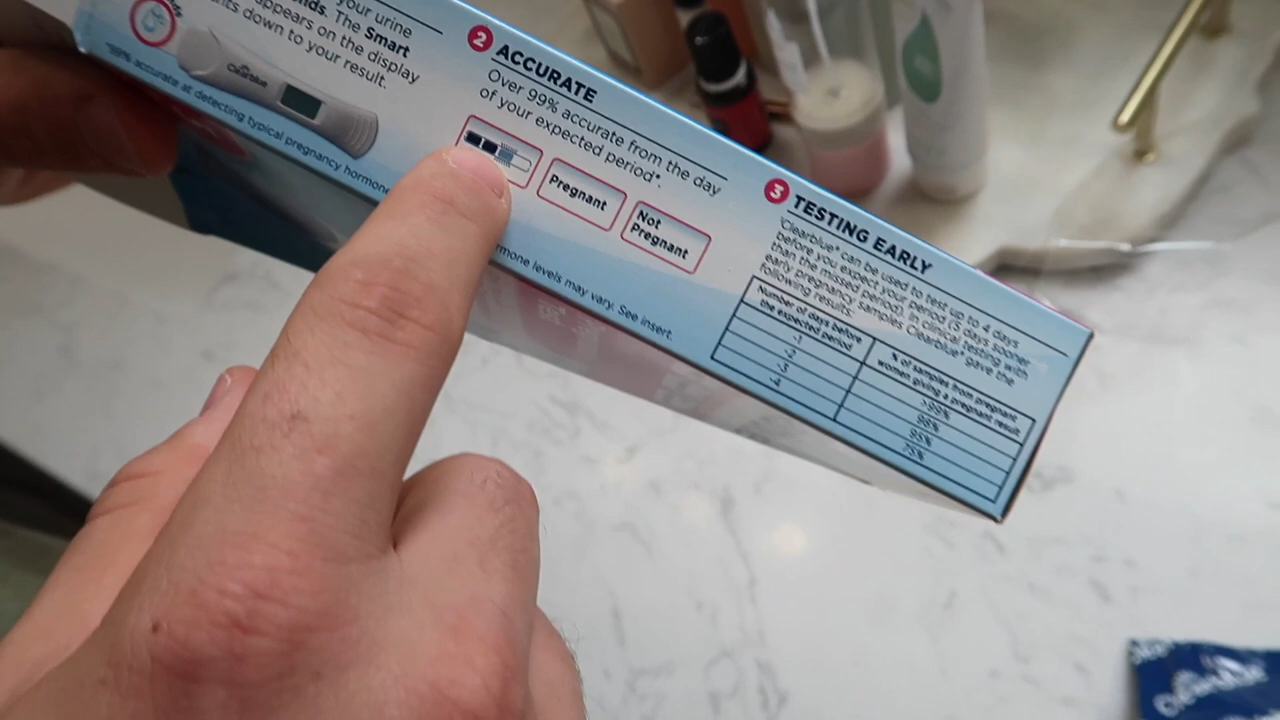 your urine
nds. The Smart
appears on the display
nts down to your result.
Clearblue
*99% accurate at detecting typical pregnancy hormone
rmone levels may vary. See insert.
2 ACCURATE
Over 99% accurate from the day
of your expected period*.
Pregnant
Not
Pregnant
3 TESTING EARLY
Clearblue® can be used to test up to 4 days
before you expect your period (5 days sooner
than the missed period). In clinical testing with
early pregnancy samples Clearblue® gave the
following results:
Number of days before
the expected period
% of samples from pregnant
women giving a pregnant result
-1
>99%
-2
98%
-3
95%
-4
75%
Clearblue